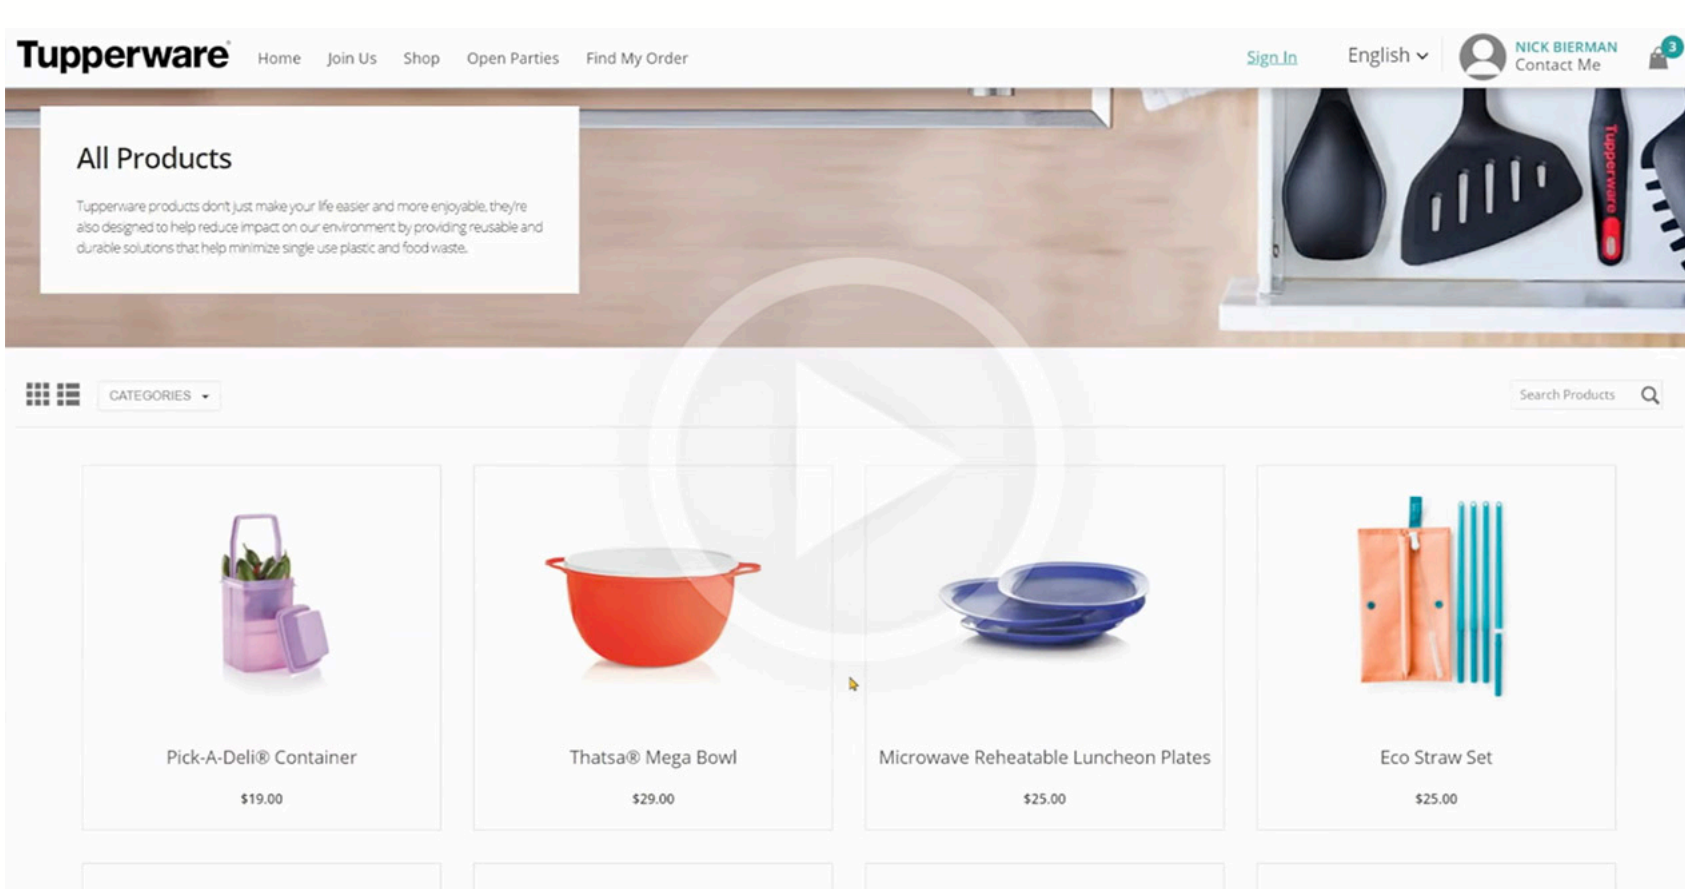 Tupperware
Home Join Us Shop Open Parties Find My Order
Sign In
English
NICK BIERMAN
Contact Me
3
All Products
Tupperware products don't just make your life easier and more enjoyable, they're
also designed to help reduce impact on our environment by providing reusable and
durable solutions that help minimize single use plastic and food waste.
Tupperware
CATEGORIES
Search Products
Pick-A-Deli® Container
$19.00
Thatsa® Mega Bowl
$29.00
Microwave Reheatable Luncheon Plates
$25.00
Eco Straw Set
$25.00